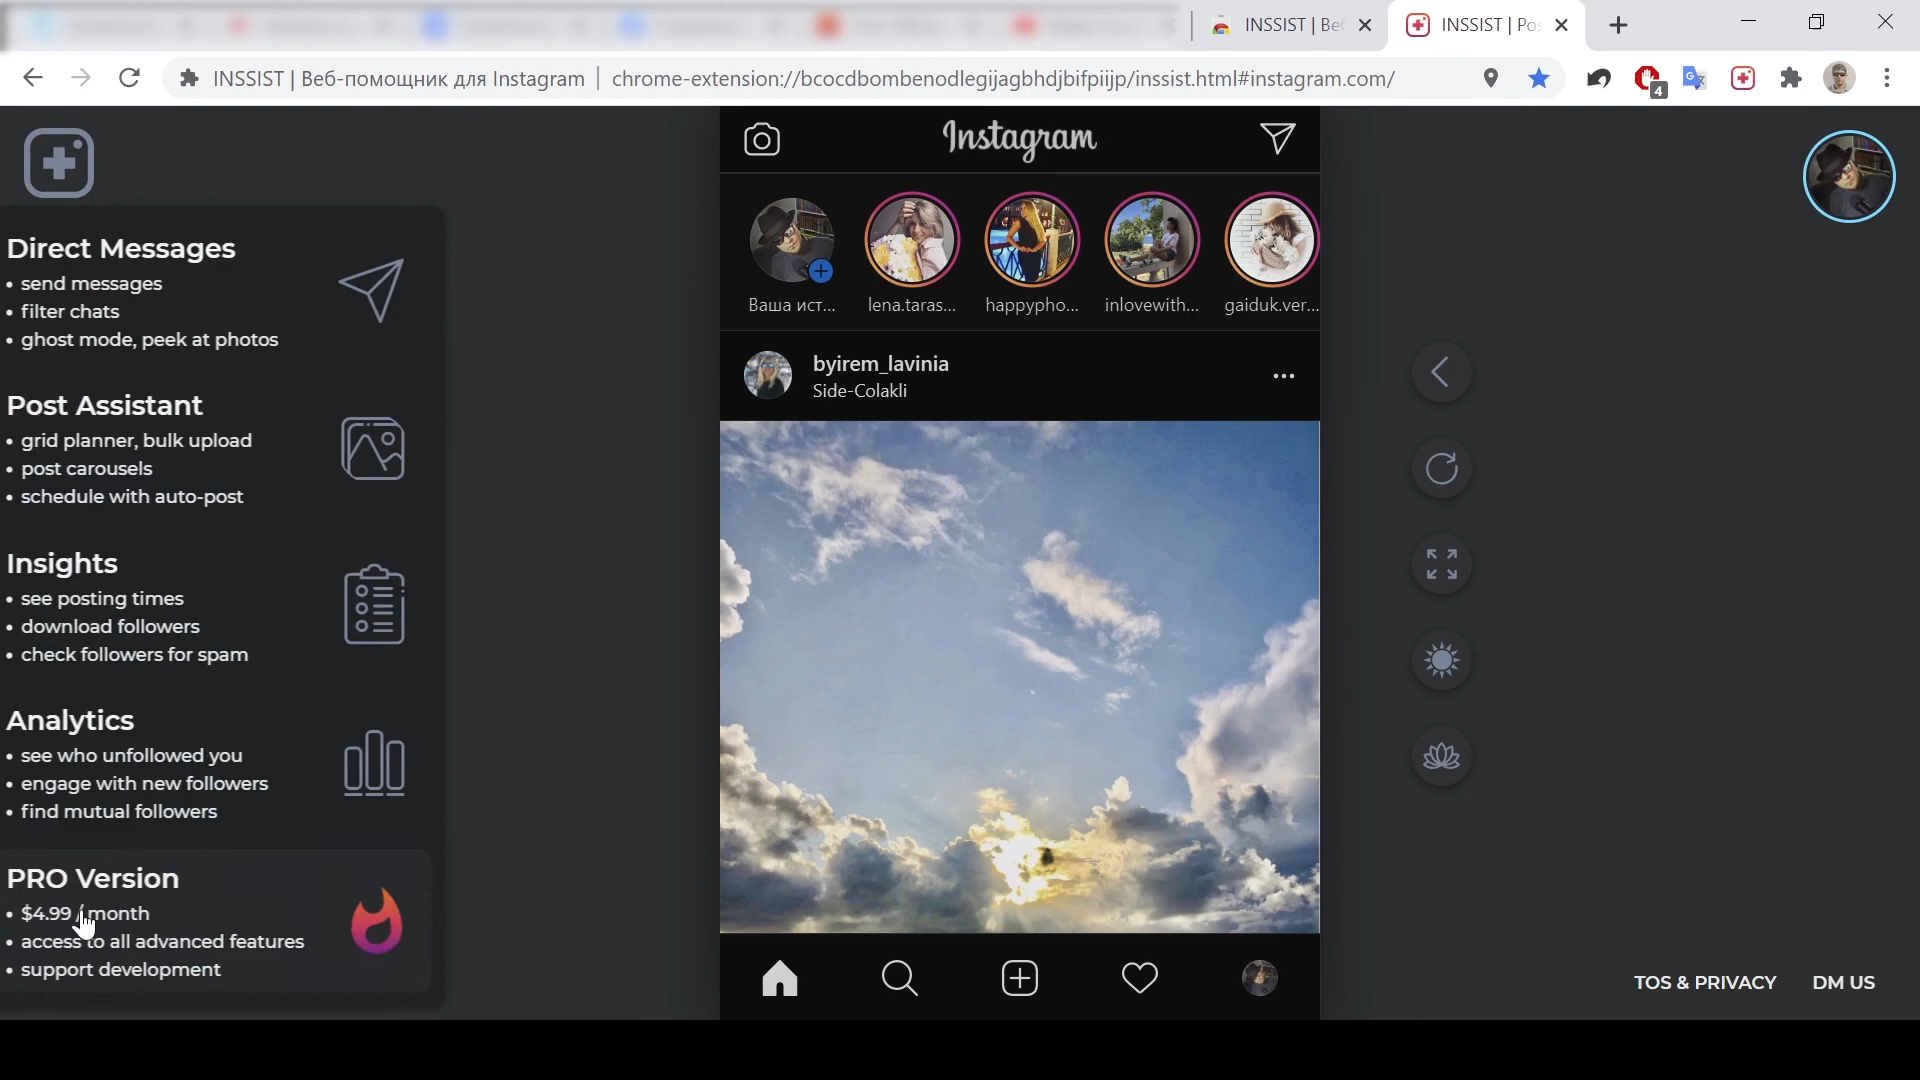 INSSIST | Ве
INSSIST | Po
INSSIST | Веб-помощник для Instagram
chrome-extension://bcocdbombenodlegijagbhdjbifpiijp/inssist.html#instagram.com/
4
Instagram
Ваша ист...
lena.taras...
happypho...
inlovewith...
gaiduk.ver...
byirem_lavinia
Side-Colakli
Direct Messages
• send messages
• filter chats
• ghost mode, peek at photos
Post Assistant
• grid planner, bulk upload
• post carousels
• schedule with auto-post
Insights
• see posting times
• download followers
• check followers for spam
Analytics
• see who unfollowed you
• engage with new followers
• find mutual followers
PRO Version
• $4.99 / month
• access to all advanced features
• support development
TOS & PRIVACY
DM US